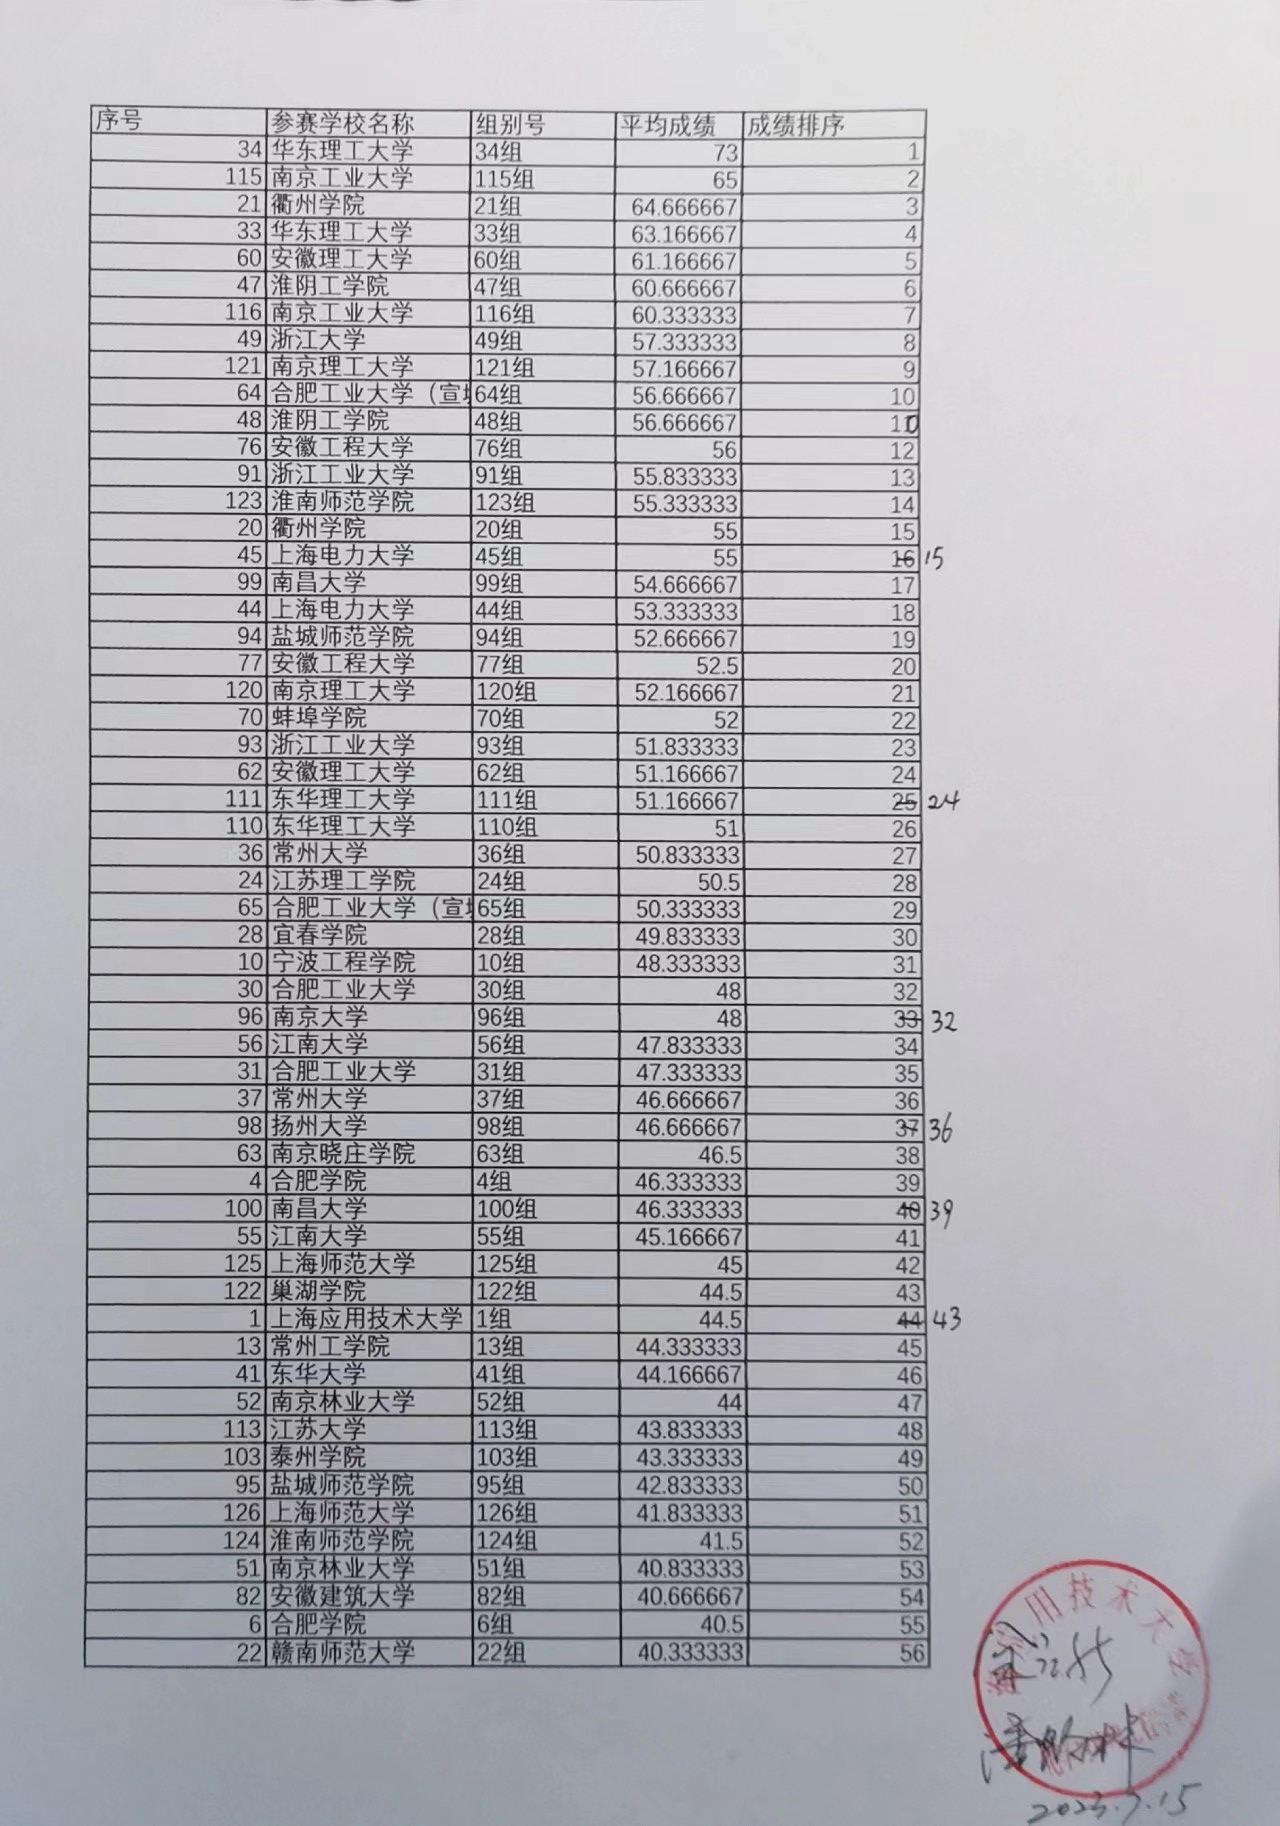 序号 参赛学校名称 组别号 平均成绩 成绩排序
34 华东理工大学 34组 73 1
115 南京工业大学 115组 65 2
21 衢州学院 21组 64.666667 3
33 华东理工大学 33组 63.166667 4
60 安徽理工大学 60组 61.166667 5
47 淮阴工学院 47组 60.666667 6
116 南京工业大学 116组 60.333333 7
49 浙江大学 49组 57.333333 8
121 南京理工大学 121组 57.166667 9
64 合肥工业大学（宣 64组 56.666667 10
48 淮阴工学院 48组 56.666667 10
76 安徽工程大学 76组 56 12
91 浙江工业大学 91组 55.833333 13
123 淮南师范学院 123组 55.333333 14
20 衢州学院 20组 55 15
45 上海电力大学 45组 55 16 15
99 南昌大学 99组 54.666667 17
44 上海电力大学 44组 53.333333 18
94 盐城师范学院 94组 52.666667 19
77 安徽工程大学 77组 52.5 20
120 南京理工大学 120组 52.166667 21
70 蚌埠学院 70组 52 22
93 浙江工业大学 93组 51.833333 23
62 安徽理工大学 62组 51.166667 24
111 东华理工大学 111组 51.166667 25 24
110 东华理工大学 110组 51 26
36 常州大学 36组 50.833333 27
24 江苏理工学院 24组 50.5 28
65 合肥工业大学（宣 65组 50.333333 29
28 宜春学院 28组 49.833333 30
10 宁波工程学院 10组 48.333333 31
30 合肥工业大学 30组 48 32
96 南京大学 96组 48 33 32
56 江南大学 56组 47.833333 34
31 合肥工业大学 31组 47.333333 35
37 常州大学 37组 46.666667 36
98 扬州大学 98组 46.666667 37 36
63 南京晓庄学院 63组 46.5 38
4 合肥学院 4组 46.333333 39
100 南昌大学 100组 46.333333 40 39
55 江南大学 55组 45.166667 41
125 上海师范大学 125组 45 42
122 巢湖学院 122组 44.5 43
1 上海应用技术大学 1组 44.5 44 43
13 常州工学院 13组 44.333333 45
41 东华大学 41组 44.166667 46
52 南京林业大学 52组 44 47
113 江苏大学 113组 43.833333 48
103 泰州学院 103组 43.333333 49
95 盐城师范学院 95组 42.833333 50
126 上海师范大学 126组 41.833333 51
124 淮南师范学院 124组 41.5 52
51 南京林业大学 51组 40.833333 53
82 安徽建筑大学 82组 40.666667 54
6 合肥学院 6组 40.5 55
22 赣南师范大学 22组 40.333333 56
用技术大学
2023.7.15